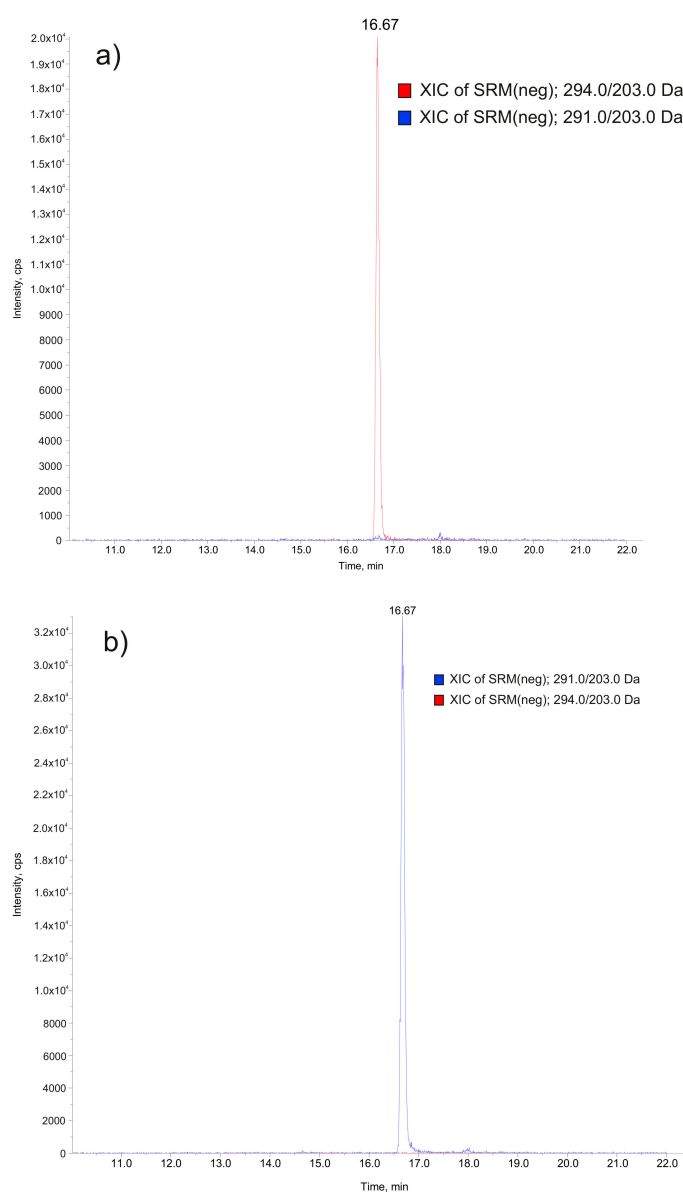 16.67
a)
XIC of SRM(neg); 294.0/203.0 Da
XIC of SRM(neg); 291.0/203.0 Da
2.0x10⁴
1.9x10⁴
1.8x10⁴
1.7x10⁴
1.6x10⁴
1.5x10⁴
1.4x10⁴
1.3x10⁴
1.2x10⁴
1.1x10⁴
1.0x10⁴
9000
8000
7000
6000
5000
4000
3000
2000
1000
0
Intensity, cps
11.0 12.0 13.0 14.0 15.0 16.0 17.0 18.0 19.0 20.0 21.0 22.0
Time, min
16.67
b)
XIC of SRM(neg); 291.0/203.0 Da
XIC of SRM(neg); 294.0/203.0 Da
3.2x10⁴
3.0x10⁴
2.8x10⁴
2.6x10⁴
2.4x10⁴
2.2x10⁴
2.0x10⁴
1.8x10⁴
1.6x10⁴
1.4x10⁴
1.2x10⁴
1.0x10⁴
8000
6000
4000
2000
0
Intensity, cps
11.0 12.0 13.0 14.0 15.0 16.0 17.0 18.0 19.0 20.0 21.0 22.0
Time, min